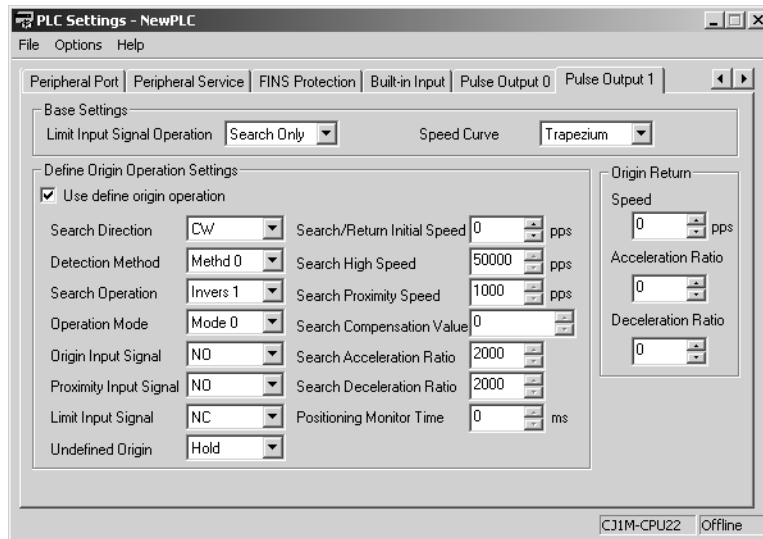 PLC Settings - NewPLC
File Options Help
Peripheral Port Peripheral Service FINS Protection Built-in Input Pulse Output 0 Pulse Output 1
Base Settings
Limit Input Signal Operation Search Only Speed Curve Trapezium
Define Origin Operation Settings
Use define origin operation
Search Direction CW Search/Return Initial Speed 0 pps
Detection Method Methd 0 Search High Speed 50000 pps
Search Operation Invers 1 Search Proximity Speed 1000 pps
Operation Mode Mode 0 Search Compensation Value 0
Origin Input Signal NO Search Acceleration Ratio 2000
Proximity Input Signal NO Search Deceleration Ratio 2000
Limit Input Signal NC Positioning Monitor Time 0 ms
Undefined Origin Hold
Origin Return
Speed
0 pps
Acceleration Ratio
0
Deceleration Ratio
0
CJ1M-CPU22 Offline